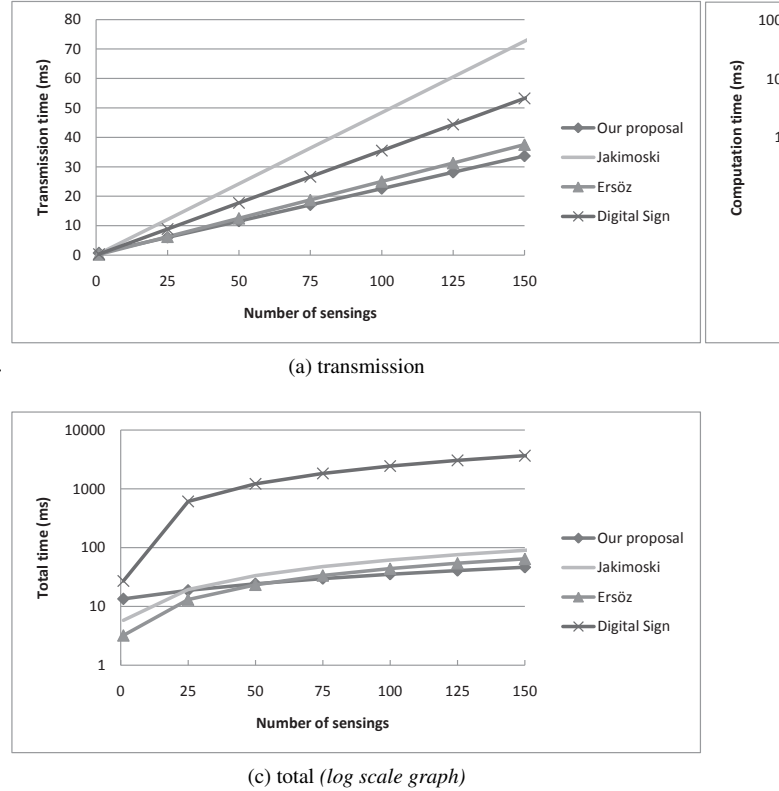 80
70
60
50
40
30
20
10
0
Transmission time (ms)
0 25 50 75 100 125 150
Number of sensings
Our proposal
Jakimoski
Ersöz
Digital Sign
(a) transmission
Computation time (ms)
10000
1000
100
10
1
Total time (ms)
0 25 50 75 100 125 150
Number of sensings
Our proposal
Jakimoski
Ersöz
Digital Sign
(c) total (log scale graph)